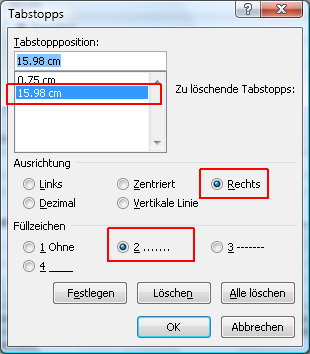 Tabstopps
Tabstoppposition:
15.98 cm
0.75 cm
15.98 cm
Zu löschende Tabstopps:
Ausrichtung
Links Zentriert Rechts
Dezimal Vertikale Linie
Füllzeichen
1 Ohne 2 ....... 3 -------
4 ____
Festlegen Löschen Alle löschen
OK Abbrechen